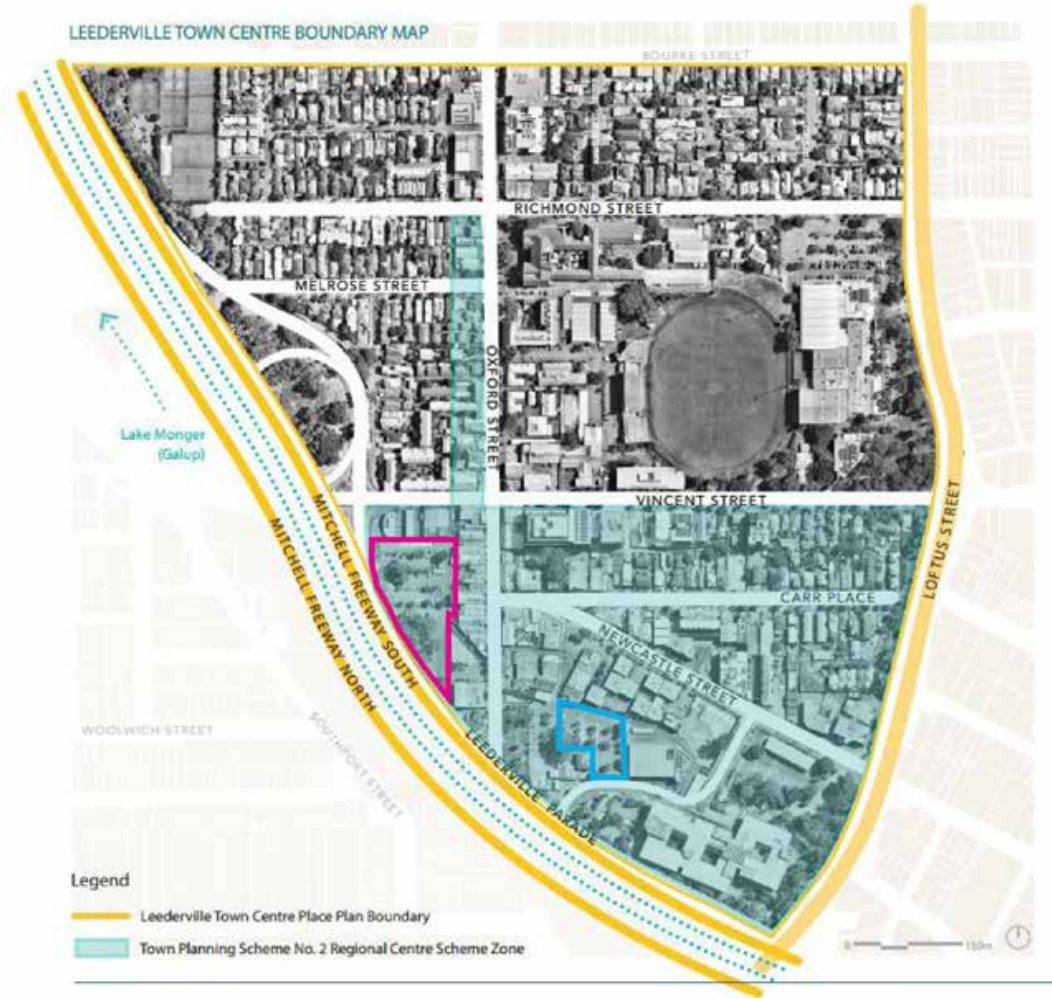 LEEDERVILLE TOWN CENTRE BOUNDARY MAP
BOURKE STREET
RICHMOND STREET
MELROSE STREET
OXFORD STREET
Lake Monger
(Galup)
VINCENT STREET
MITCHELL FREEWAY SOUTH
MITCHELL FREEWAY NORTH
LOFTUS STREET
CARR PLACE
NEWCASTLE STREET
WOOLWICH STREET
SOUTHPORT STREET
LEEDERVILLE PARADE
Legend
Leederville Town Centre Place Plan Boundary
Town Planning Scheme No. 2 Regional Centre Scheme Zone
0 150m